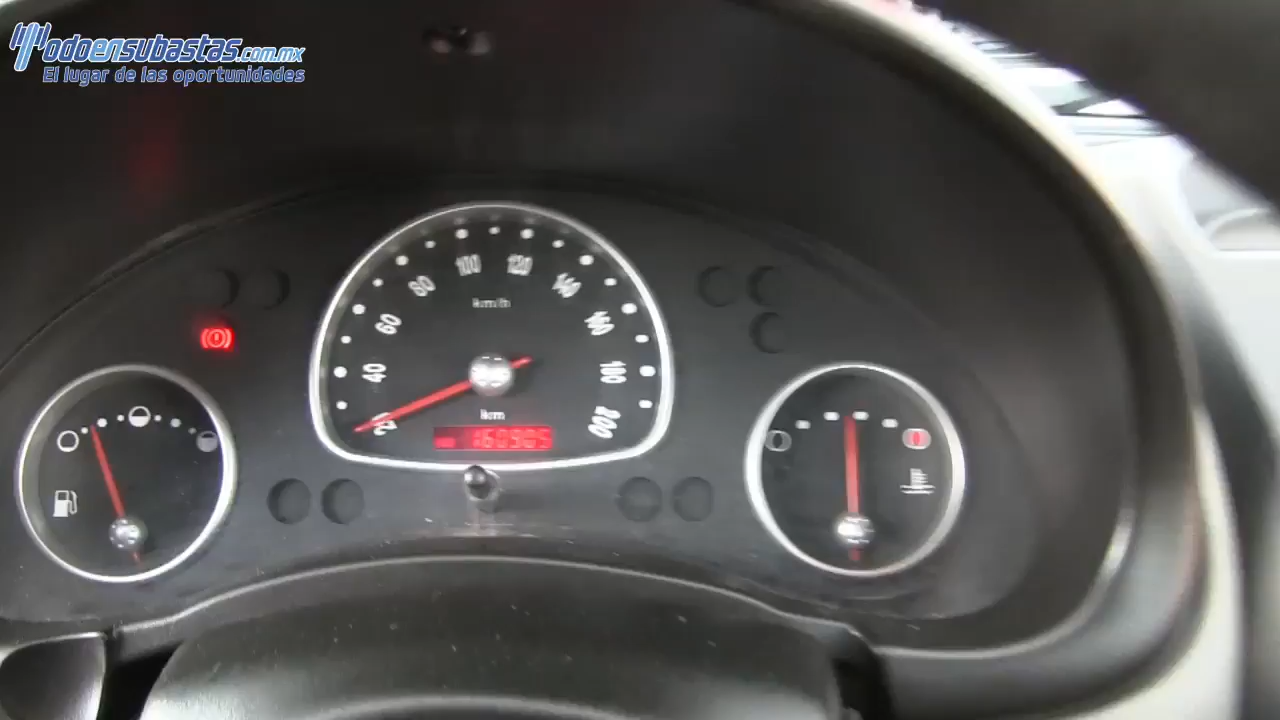 Todoensubastas.com.mx
El lugar de las oportunidades
100 120
80 140
km/h
60 160
40 180
km
20 200